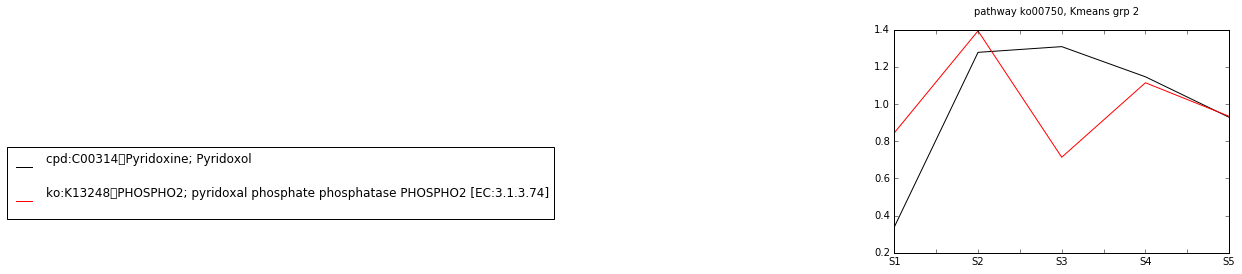 pathway ko00750, Kmeans grp 2
1.4
1.2
1.0
0.8
0.6
0.4
0.2
S1 S2 S3 S4 S5
cpd:C00314▯Pyridoxine; Pyridoxol
ko:K13248▯PHOSPHO2; pyridoxal phosphate phosphatase PHOSPHO2 [EC:3.1.3.74]